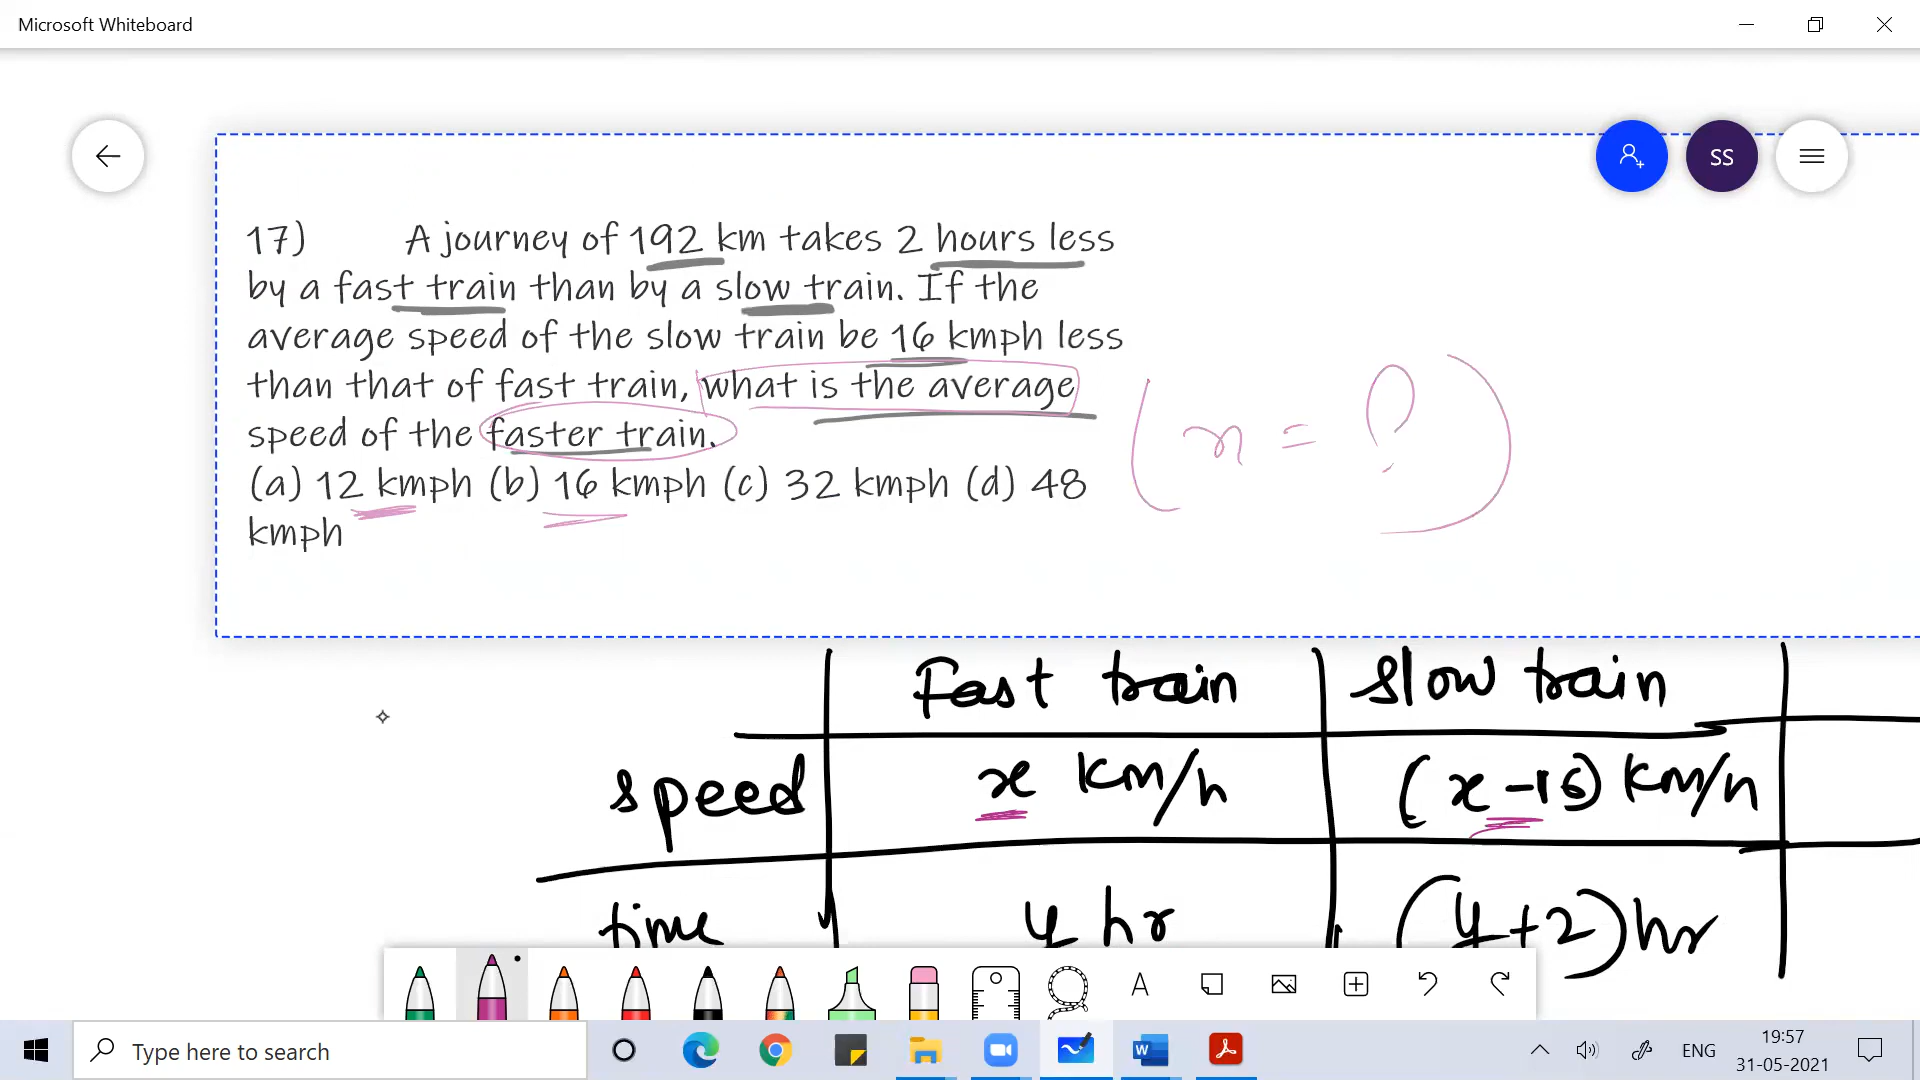 Microsoft Whiteboard
SS
17) A journey of 192 km takes 2 hours less
by a fast train than by a slow train. If the
average speed of the slow train be 16 kmph less
than that of fast train, what is the average
speed of the faster train.
(a) 12 kmph (b) 16 kmph (c) 32 kmph (d) 48
kmph
(x = ?)
Fast train slow train
speed x km/h (x-16) km/h
time y hr (y+2) hr
A
Type here to search
ENG
19:57
31-05-2021